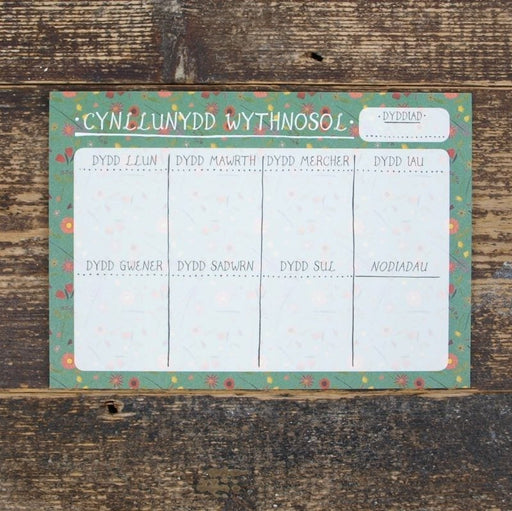 ·CYNLLUNYDD WYTHNOSOL·
·DYDDIAD·
DYDD LLUN
DYDD MAWRTH
DYDD MERCHER
DYDD IAU
DYDD GWENER
DYDD SADWRN
DYDD SUL
NODIADAU